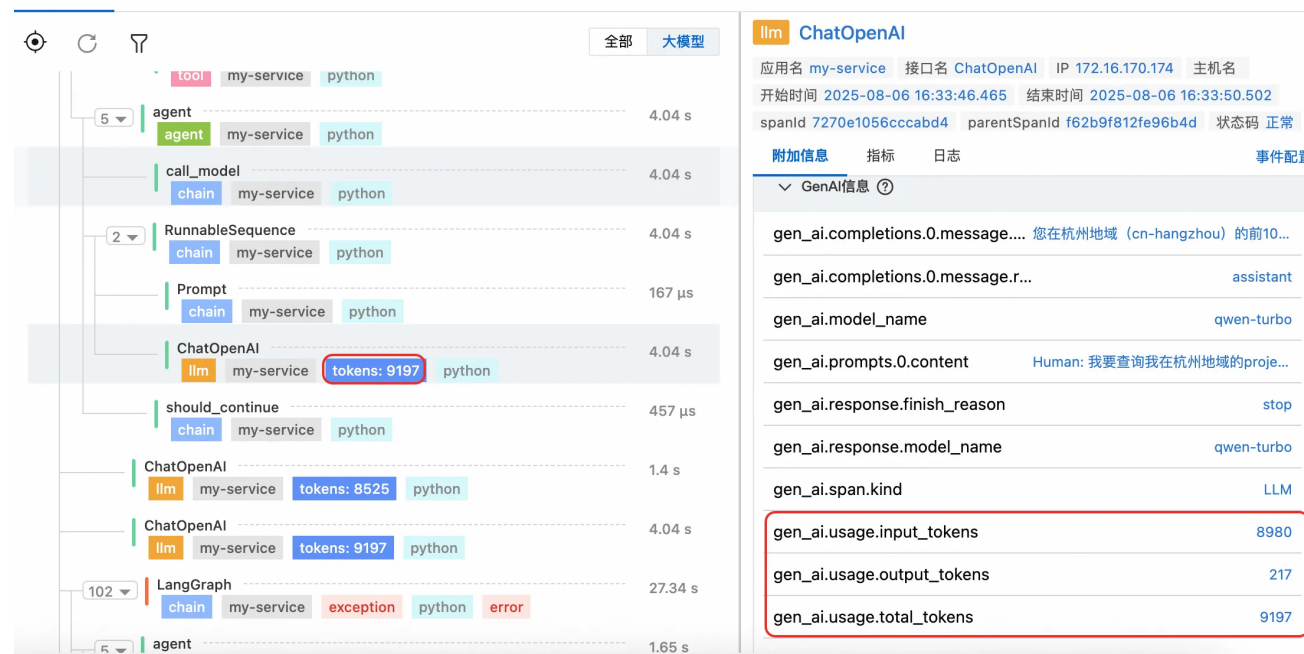 全部 大模型
tool my-service python
5 agent 4.04 s
agent my-service python
call_model 4.04 s
chain my-service python
2 RunnableSequence 4.04 s
chain my-service python
Prompt 167 μs
chain my-service python
ChatOpenAI 4.04 s
llm my-service tokens: 9197 python
should_continue 457 μs
chain my-service python
ChatOpenAI 1.4 s
llm my-service tokens: 8525 python
ChatOpenAI 4.04 s
llm my-service tokens: 9197 python
102 LangGraph 27.34 s
chain my-service exception python error
5 agent 1.65 s
llm ChatOpenAI
应用名 my-service 接口名 ChatOpenAI IP 172.16.170.174 主机名
开始时间 2025-08-06 16:33:46.465 结束时间 2025-08-06 16:33:50.502
spanId 7270e1056cccabd4 parentSpanId f62b9f812fe96b4d 状态码 正常
附加信息 指标 日志 事件配置
GenAI信息 ?
gen_ai.completions.0.message.... 您在杭州地域（cn-hangzhou）的前10...
gen_ai.completions.0.message.r... assistant
gen_ai.model_name qwen-turbo
gen_ai.prompts.0.content Human: 我要查询我在杭州地域的proje...
gen_ai.response.finish_reason stop
gen_ai.response.model_name qwen-turbo
gen_ai.span.kind LLM
gen_ai.usage.input_tokens 8980
gen_ai.usage.output_tokens 217
gen_ai.usage.total_tokens 9197